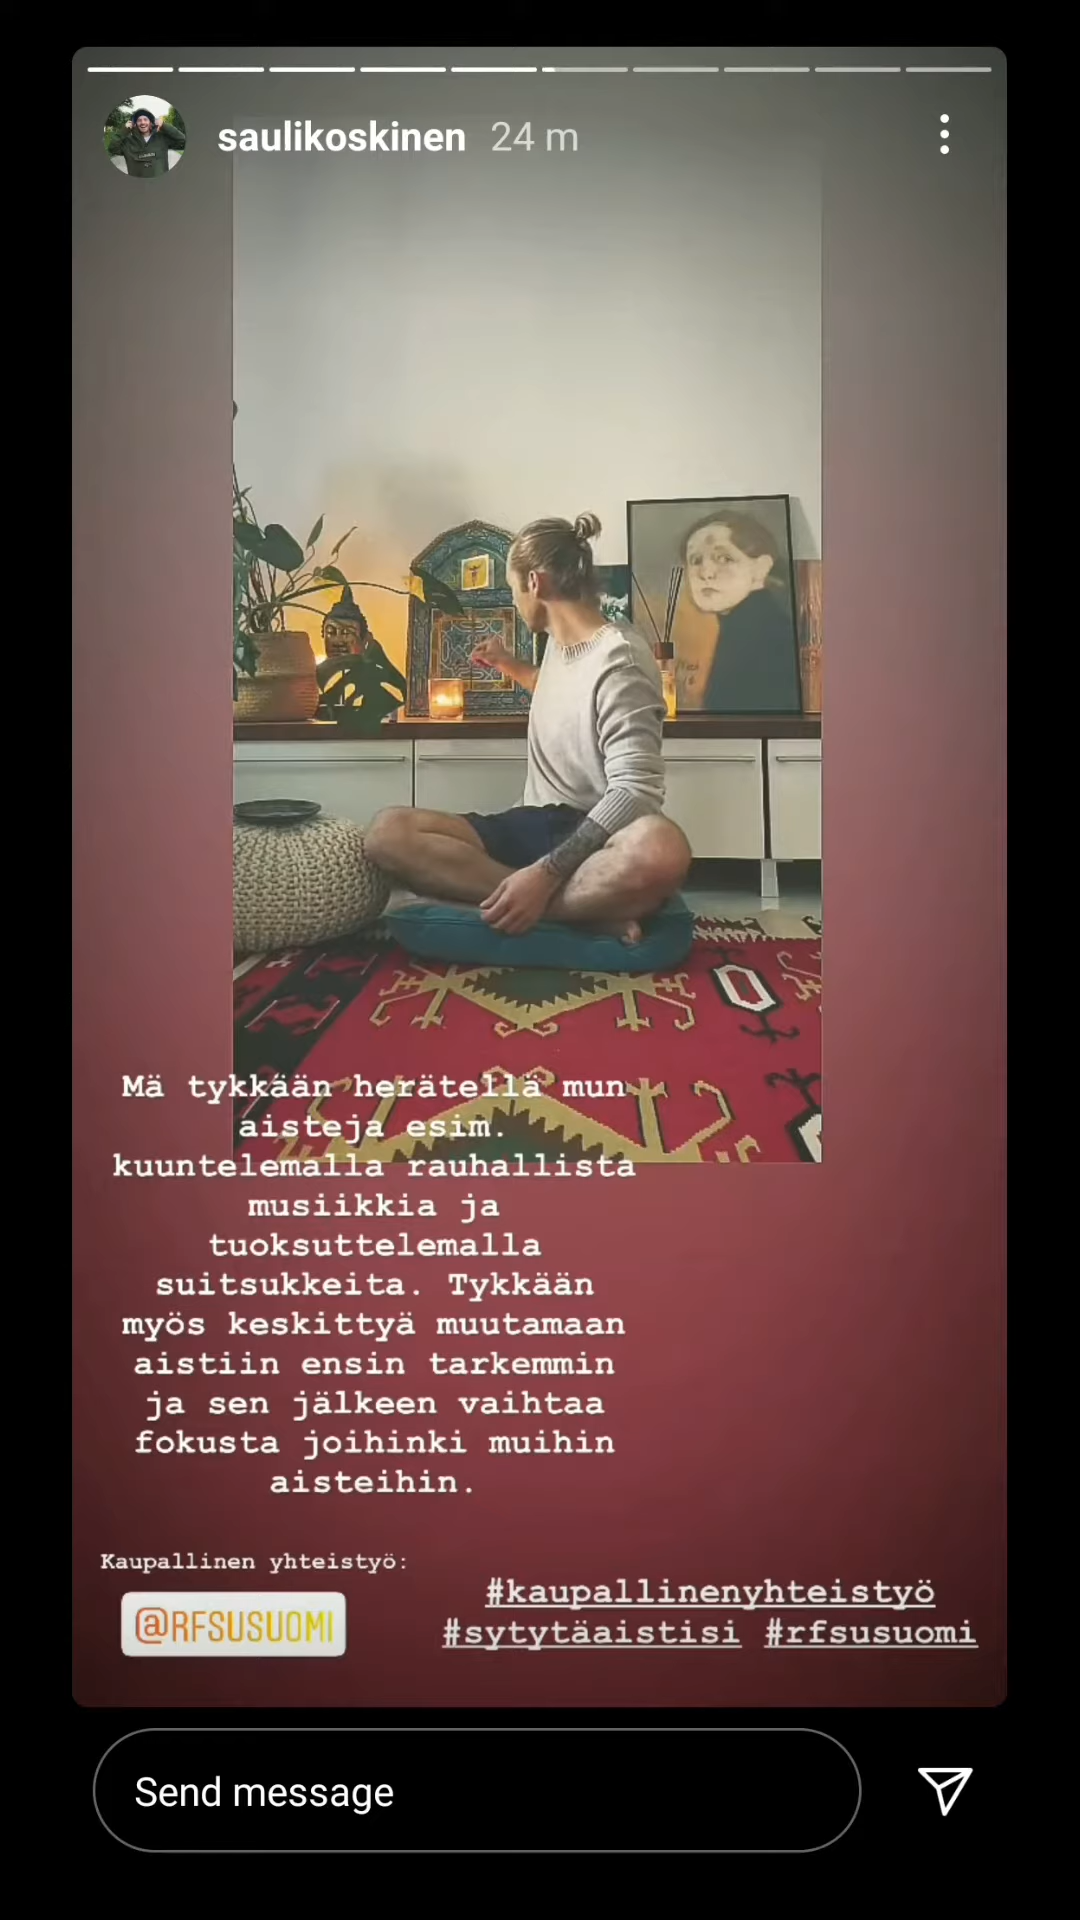 saulikoskinen 24 m
Mä tykkään herätellä mun
aisteja esim.
kuuntelemalla rauhallista
musiikkia ja
tuoksuttelemalla
suitsukkeita. Tykkään
myös keskittyä muutamaan
aistiin ensin tarkemmin
ja sen jälkeen vaihtaa
fokusta joihinki muihin
aisteihin.
Kaupallinen yhteistyö:
@RFSUSUOMI
#kaupallinenyhteistyö
#sytytäaistisi #rfsusuomi
Send message